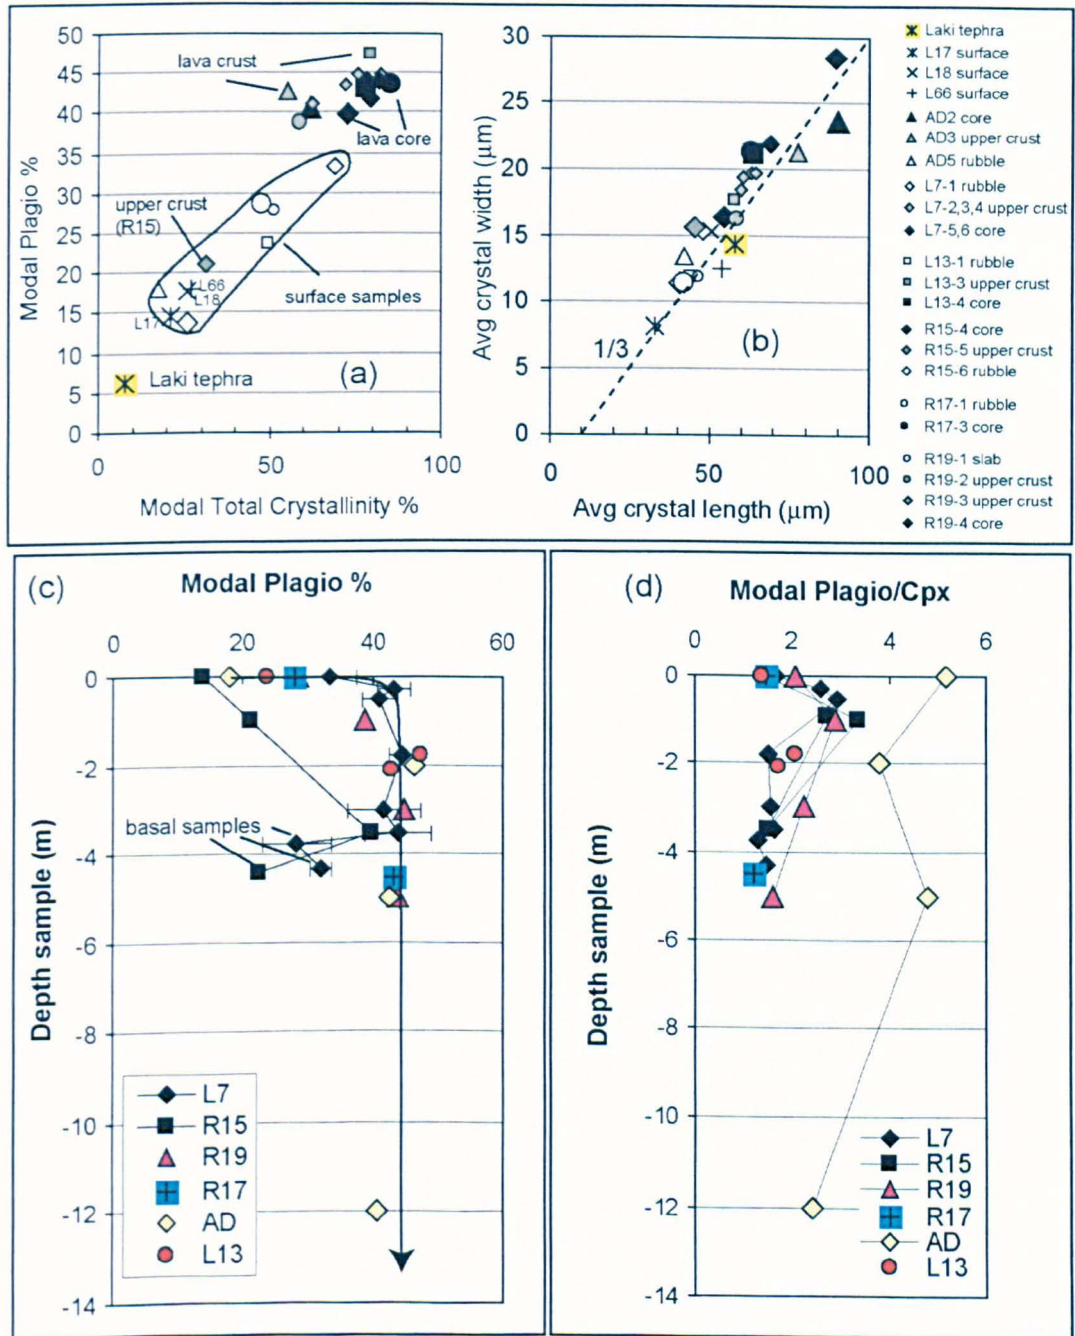 50
45
40
35
30
25
20
15
10
5
0
Modal Plagio %
lava crust
lava core
upper crust
(R15)
L66
L18
L17
surface samples
Laki tephra
(a)
0
50
100
Modal Total Crystallinity %
30
25
20
15
10
5
0
Avg crystal width (µm)
1/3
(b)
0
50
100
Avg crystal length (µm)
Laki tephra
L17 surface
L18 surface
L66 surface
AD2 core
AD3 upper crust
AD5 rubble
L7-1 rubble
L7-2,3,4 upper crust
L7-5,6 core
L13-1 rubble
L13-3 upper crust
L13-4 core
R15-4 core
R15-5 upper crust
R15-6 rubble
R17-1 rubble
R17-3 core
R19-1 slab
R19-2 upper crust
R19-3 upper crust
R19-4 core
(c)
Modal Plagio %
0 20 40 60
0
-2
-4
-6
-8
-10
-12
-14
Depth sample (m)
basal samples
L7
R15
R19
R17
AD
L13
(d)
Modal Plagio/Cpx
0 2 4 6
0
-2
-4
-6
-8
-10
-12
-14
Depth sample (m)
L7
R15
R19
R17
AD
L13